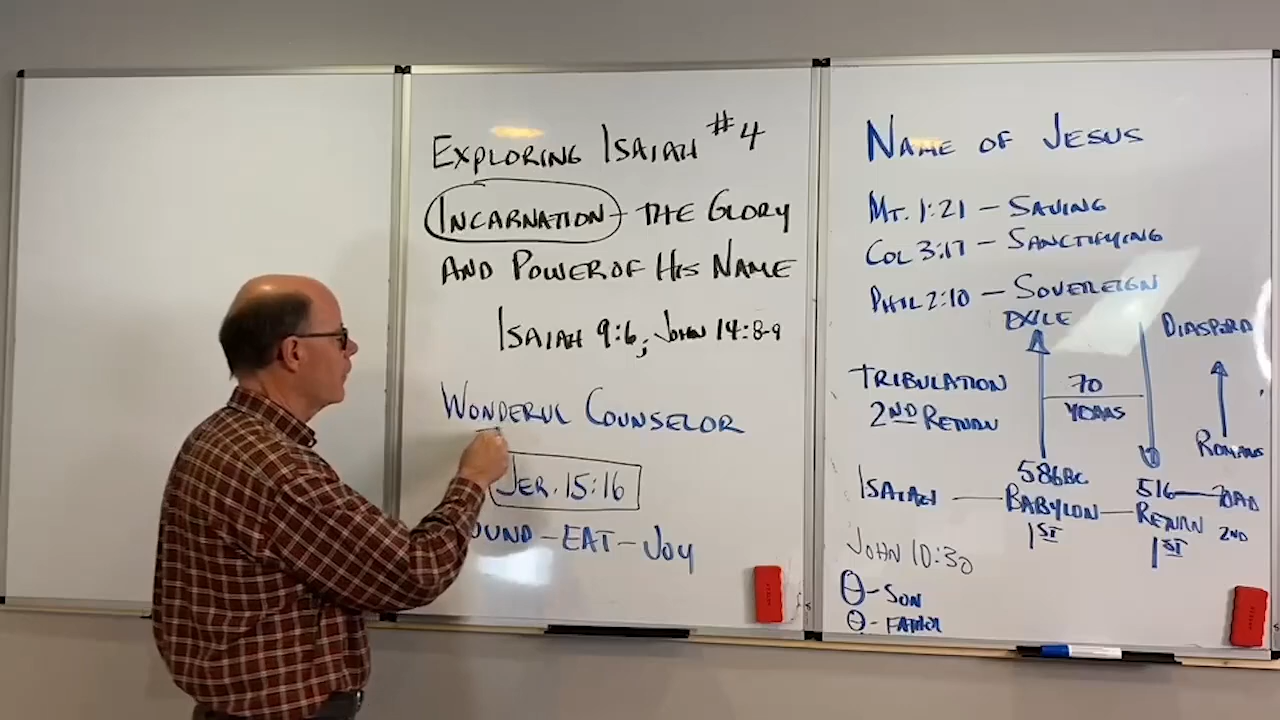 EXPLORING ISAIAH #4
INCARNATION - THE GLORY
AND POWER OF HIS NAME
ISAIAH 9:6; JOHN 14:8-9
WONDERUL COUNSELOR
JER. 15:16
OUND - EAT - JOY
NAME OF JESUS
MT. 1:21 - SAVING
COL 3:17 - SANCTIFYING
PHIL 2:10 - SOVEREIGN
EXILE
DIASPORA
TRIBULATION
2ND RETURN
70
YEARS
ROMANS
586BC
516 70AD
ISAIAH - BABYLON - RETURN
1ST 1ST 2ND
JOHN 10:30
Θ - SON
Θ - FATHER